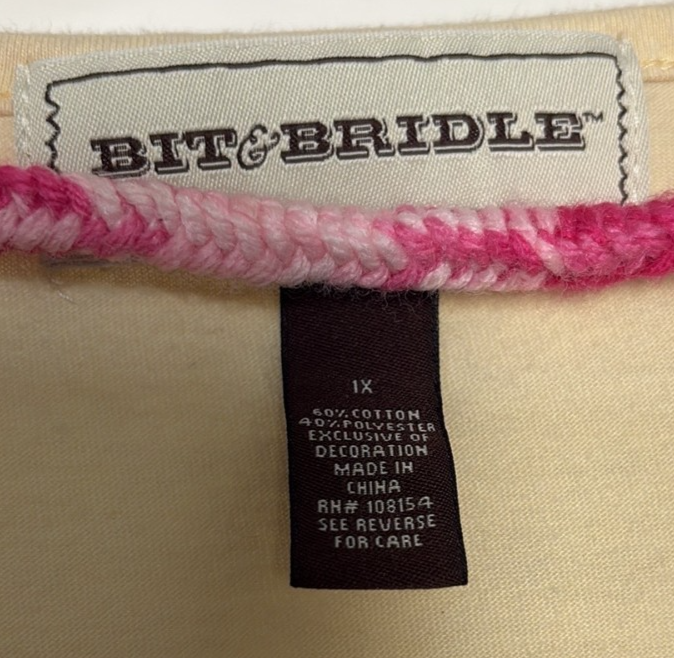 BIT&BRIDLE™
1X
60% COTTON
40% POLYESTER
EXCLUSIVE OF
DECORATION
MADE IN
CHINA
RN# 108154
SEE REVERSE
FOR CARE